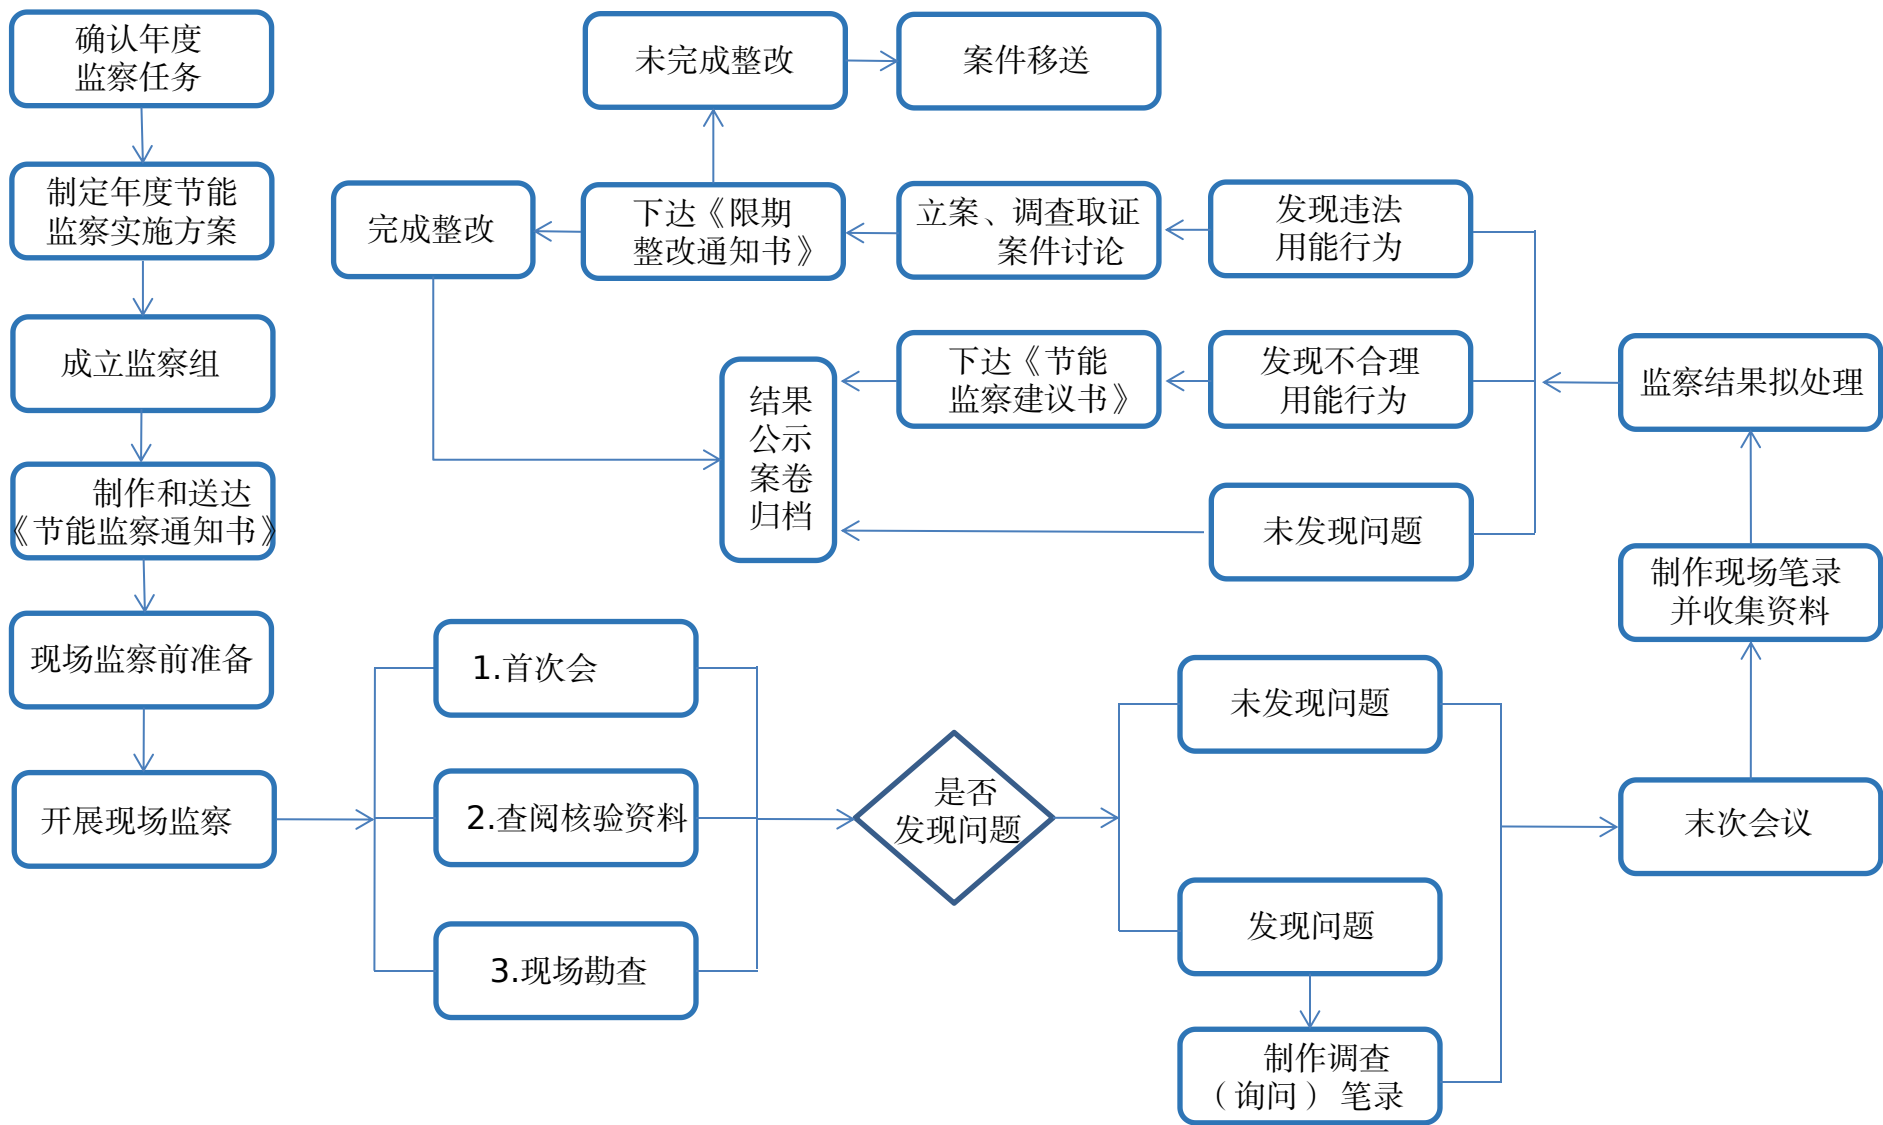 确认年度
监察任务
制定年度节能
监察实施方案
成立监察组
制作和送达
《节能监察通知书》
现场监察前准备
开展现场监察
1.首次会
2.查阅核验资料
3.现场勘查
是否
发现问题
未发现问题
发现问题
制作调查
（询问）笔录
末次会议
制作现场笔录
并收集资料
监察结果拟处理
发现违法
用能行为
发现不合理
用能行为
未发现问题
立案、调查取证
案件讨论
下达《节能
监察建议书》
下达《限期
整改通知书》
未完成整改
案件移送
完成整改
结果
公示
案卷
归档